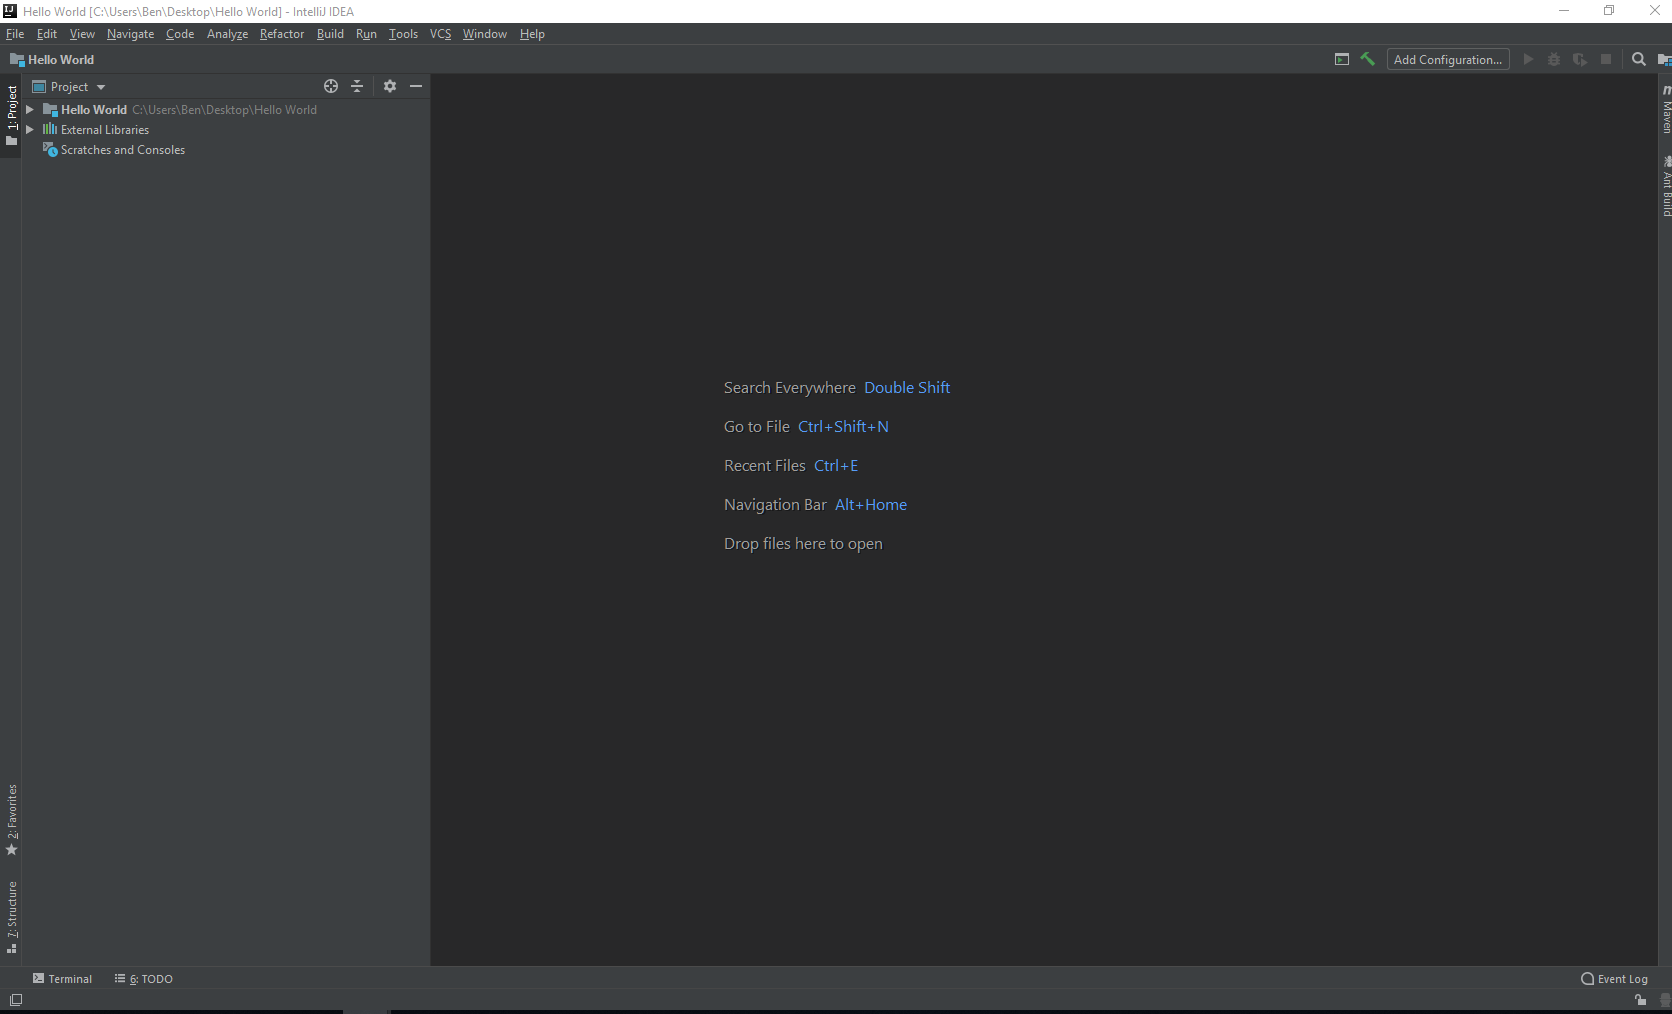 Hello World [C:\Users\Ben\Desktop\Hello World] - IntelliJ IDEA
File Edit View Navigate Code Analyze Refactor Build Run Tools VCS Window Help
Hello World
Add Configuration...
Project
1: Project
Hello World C:\Users\Ben\Desktop\Hello World
External Libraries
Scratches and Consoles
Maven
Ant Build
Search Everywhere Double Shift
Go to File Ctrl+Shift+N
Recent Files Ctrl+E
Navigation Bar Alt+Home
Drop files here to open
2: Favorites
7: Structure
Terminal 6: TODO
Event Log